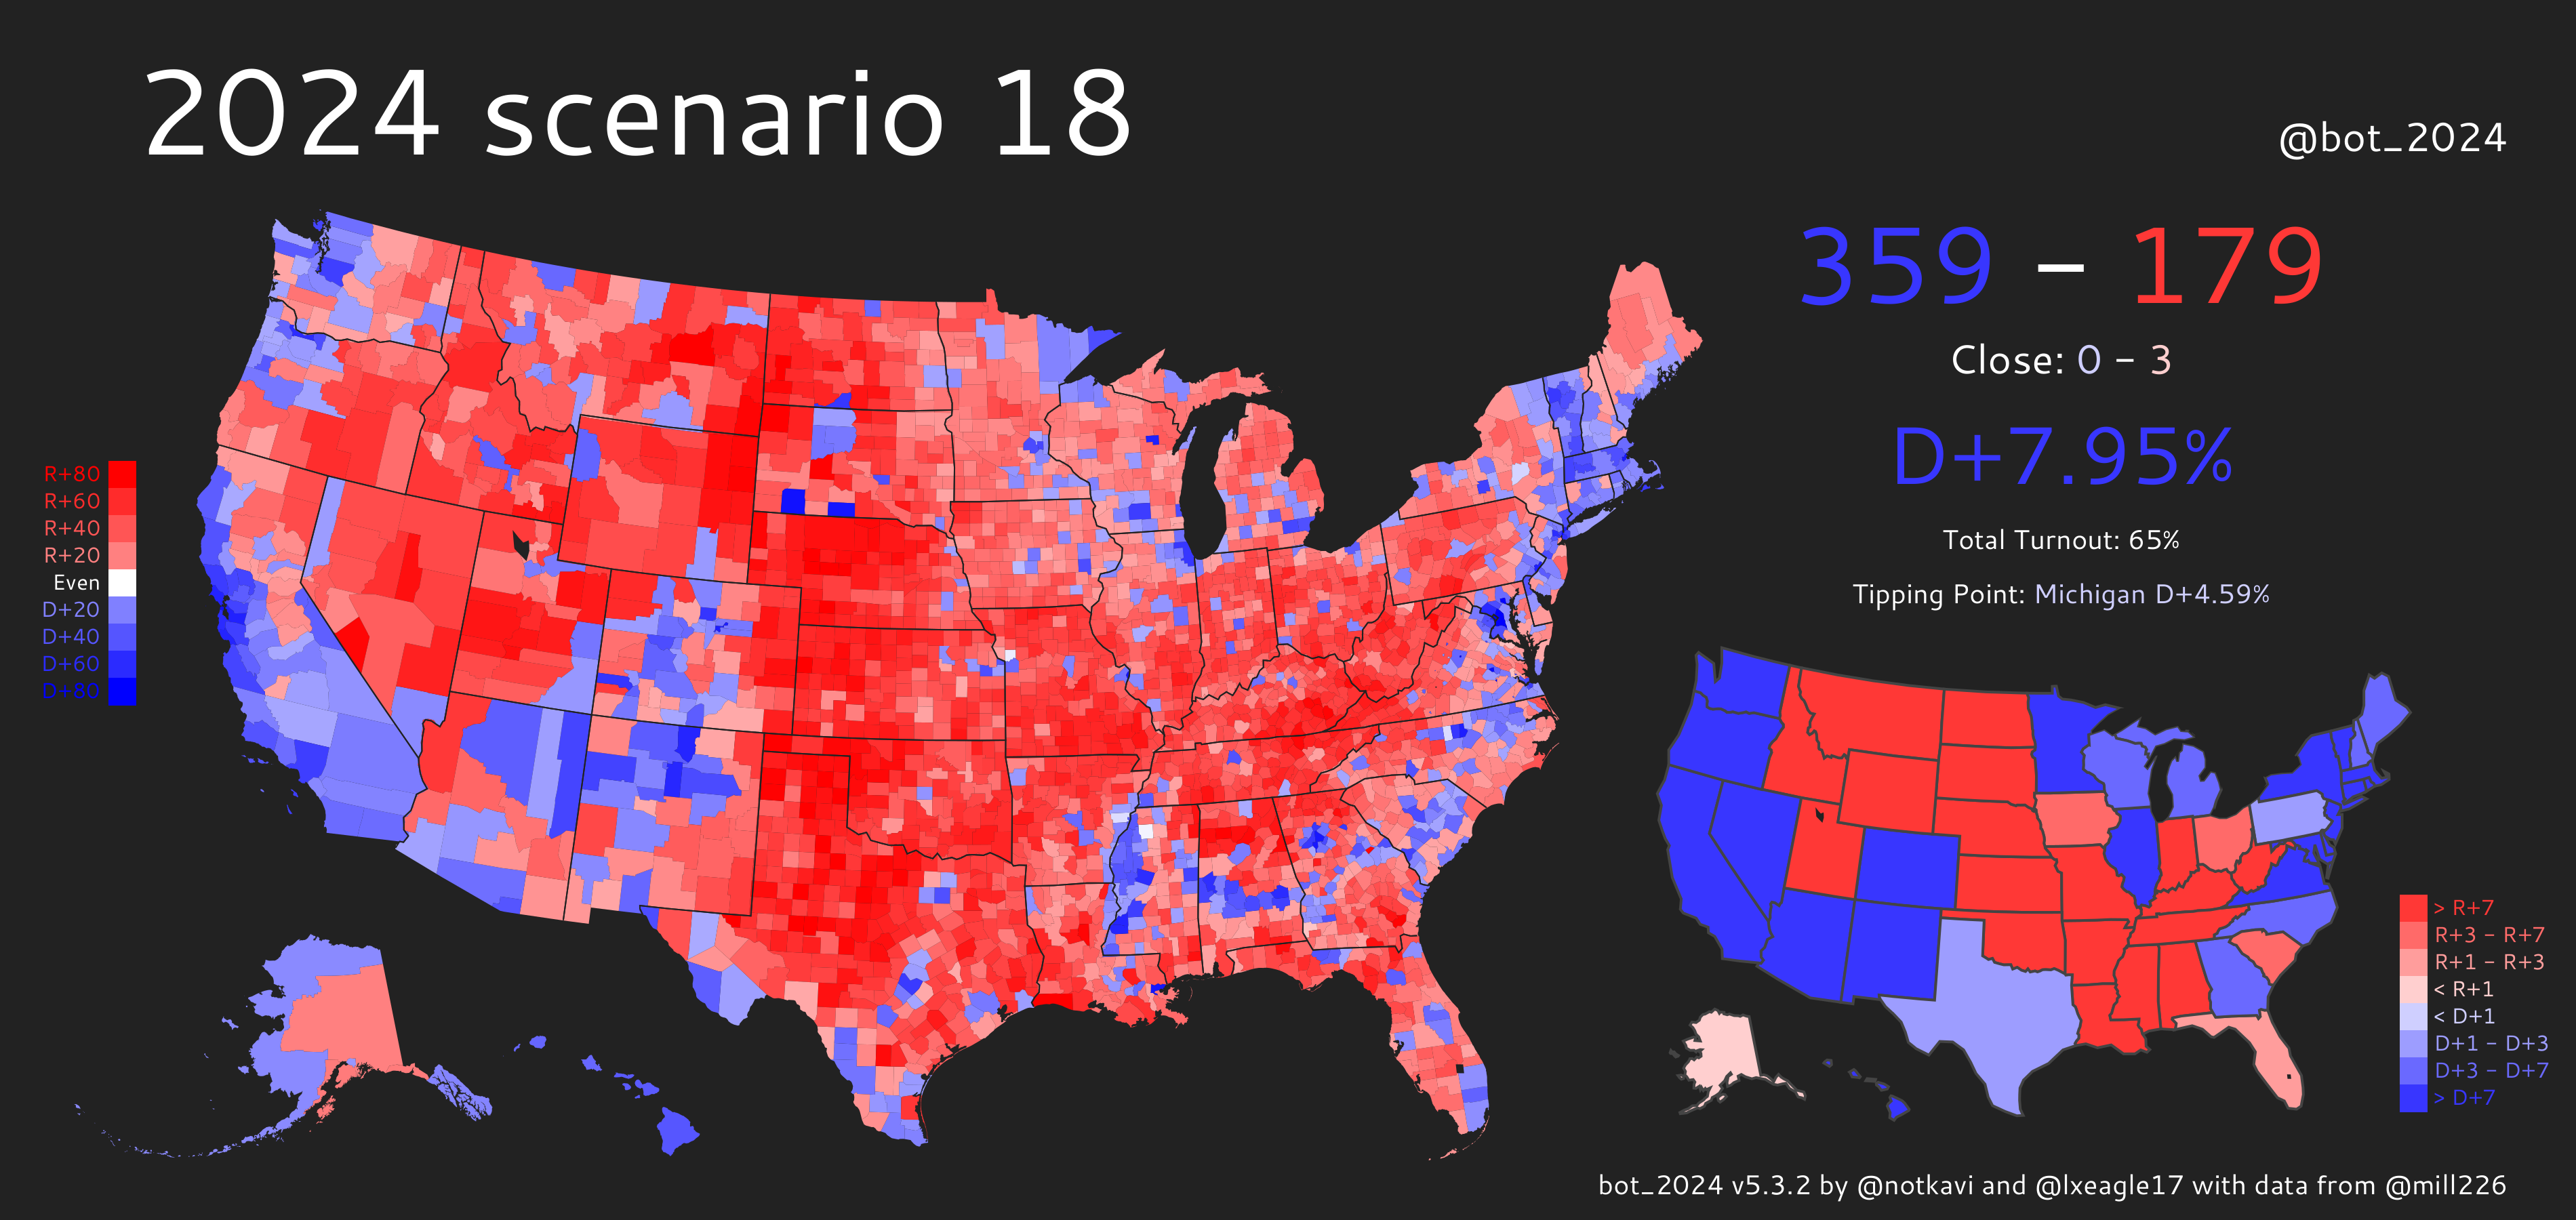 2024 scenario 18
@bot_2024
359 – 179
Close: 0 – 3
D+7.95%
Total Turnout: 65%
Tipping Point: Michigan D+4.59%
R+80
R+60
R+40
R+20
Even
D+20
D+40
D+60
D+80
> R+7
R+3 – R+7
R+1 – R+3
< R+1
< D+1
D+1 – D+3
D+3 – D+7
> D+7
bot_2024 v5.3.2 by @notkavi and @lxeagle17 with data from @mill226